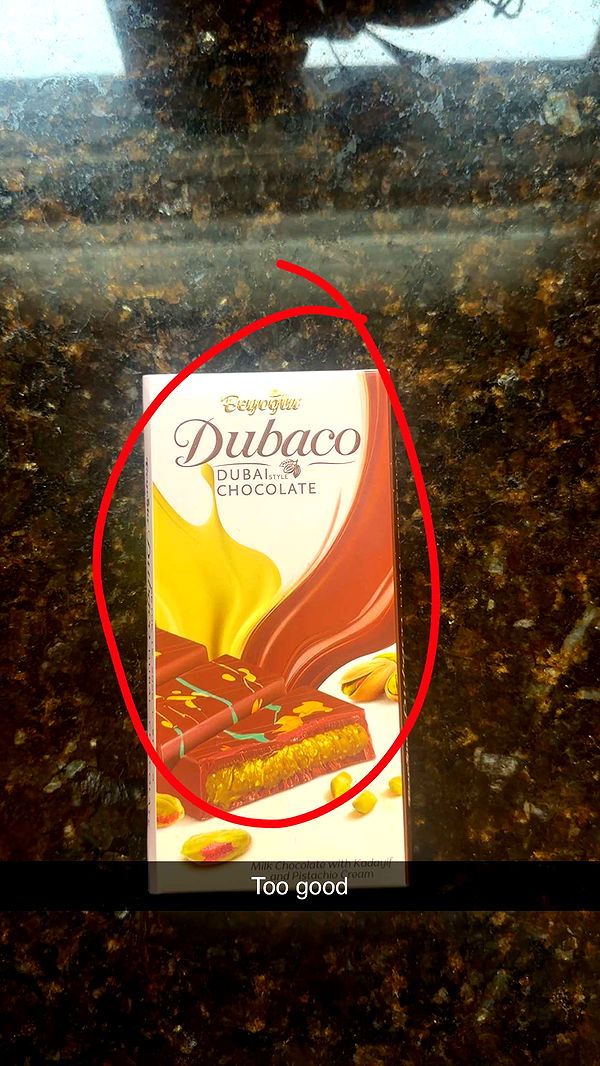 Beyoğlu
Dubaco
DUBAI STYLE
CHOCOLATE
Milk Chocolate with Kadayif
and Pistachio Cream
Too good